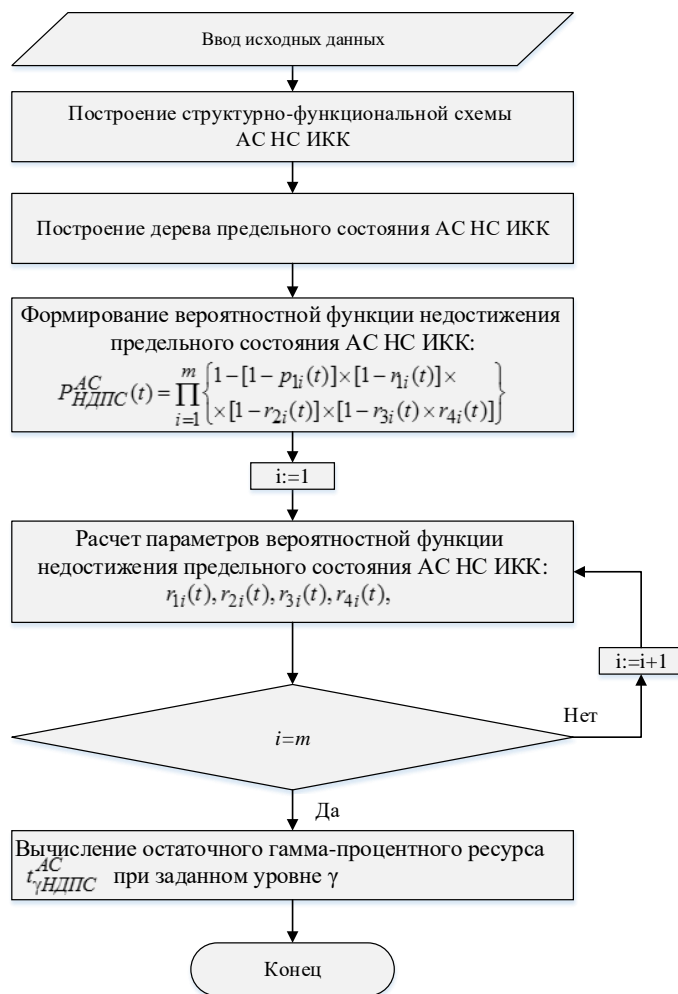 Ввод исходных данных
Построение структурно-функциональной схемы
АС НС ИКК
Построение дерева предельного состояния АС НС ИКК
Формирование вероятностной функции недостижения
предельного состояния АС НС ИКК:
P^{АС}_{НДПС}(t) = ∏_{i=1}^{m} {1−[1−p_{1i}(t)]×[1−r_{1i}(t)]×
×[1−r_{2i}(t)]×[1−r_{3i}(t)×r_{4i}(t)]}
i:=1
Расчет параметров вероятностной функции
недостижения предельного состояния АС НС ИКК:
r_{1i}(t), r_{2i}(t), r_{3i}(t), r_{4i}(t),
i:=i+1
i=m
Нет
Да
Вычисление остаточного гамма-процентного ресурса
t^{АС}_{γНДПС} при заданном уровне γ
Конец